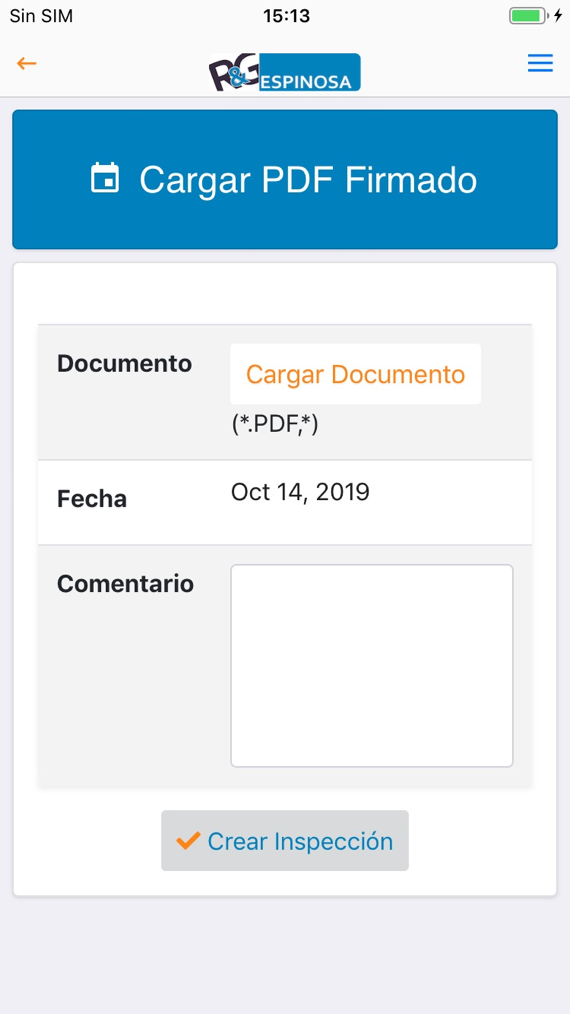 Sin SIM 15:13
R&G ESPINOSA
Cargar PDF Firmado
Documento Cargar Documento
(*.PDF,*)
Fecha Oct 14, 2019
Comentario
Crear Inspección